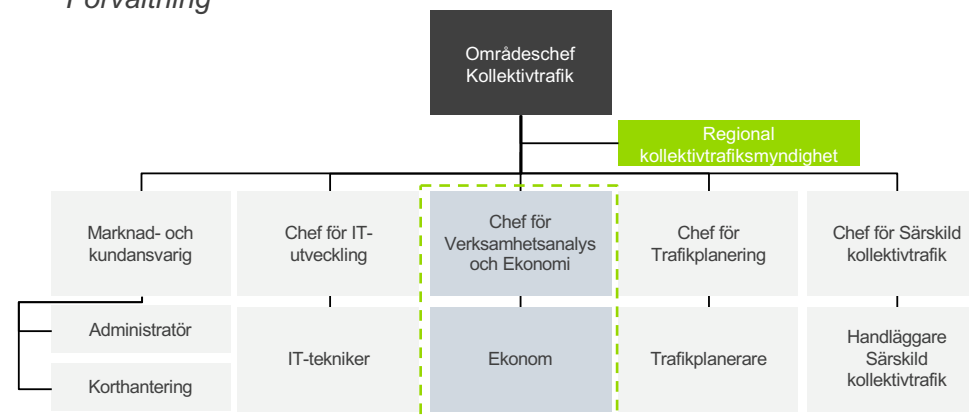 Förvaltning
Områdeschef
Kollektivtrafik
Regional
kollektivtrafiksmyndighet
Marknad- och
kundansvarig
Chef för IT-
utveckling
Chef för
Verksamhetsanalys
och Ekonomi
Chef för
Trafikplanering
Chef för Särskild
kollektivtrafik
Administratör
Korthantering
IT-tekniker
Ekonom
Trafikplanerare
Handläggare
Särskild
kollektivtrafik